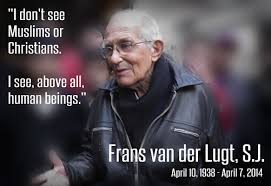 "I don't see
Muslims or
Christians.
I see, above all,
human beings."
Frans van der Lugt, S.J.
April 10, 1938 - April 7, 2014